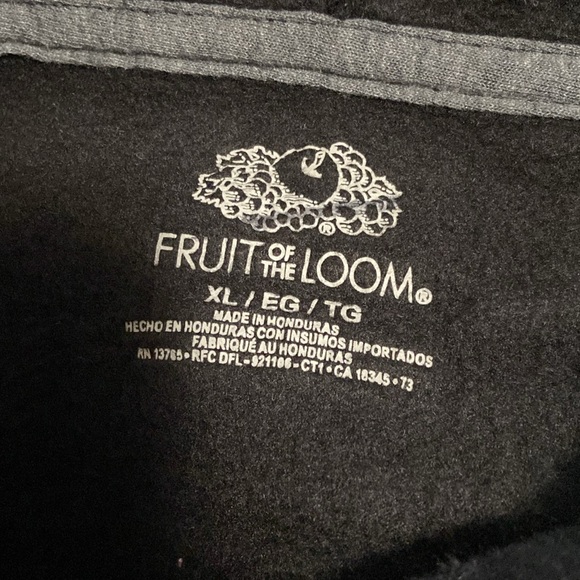 ®
FRUIT OF THE LOOM®
XL / EG / TG
MADE IN HONDURAS
HECHO EN HONDURAS CON INSUMOS IMPORTADOS
FABRIQUÉ AU HONDURAS
RN 13765 • RFC DFL-921106-CT1 • CA 16345 • 73